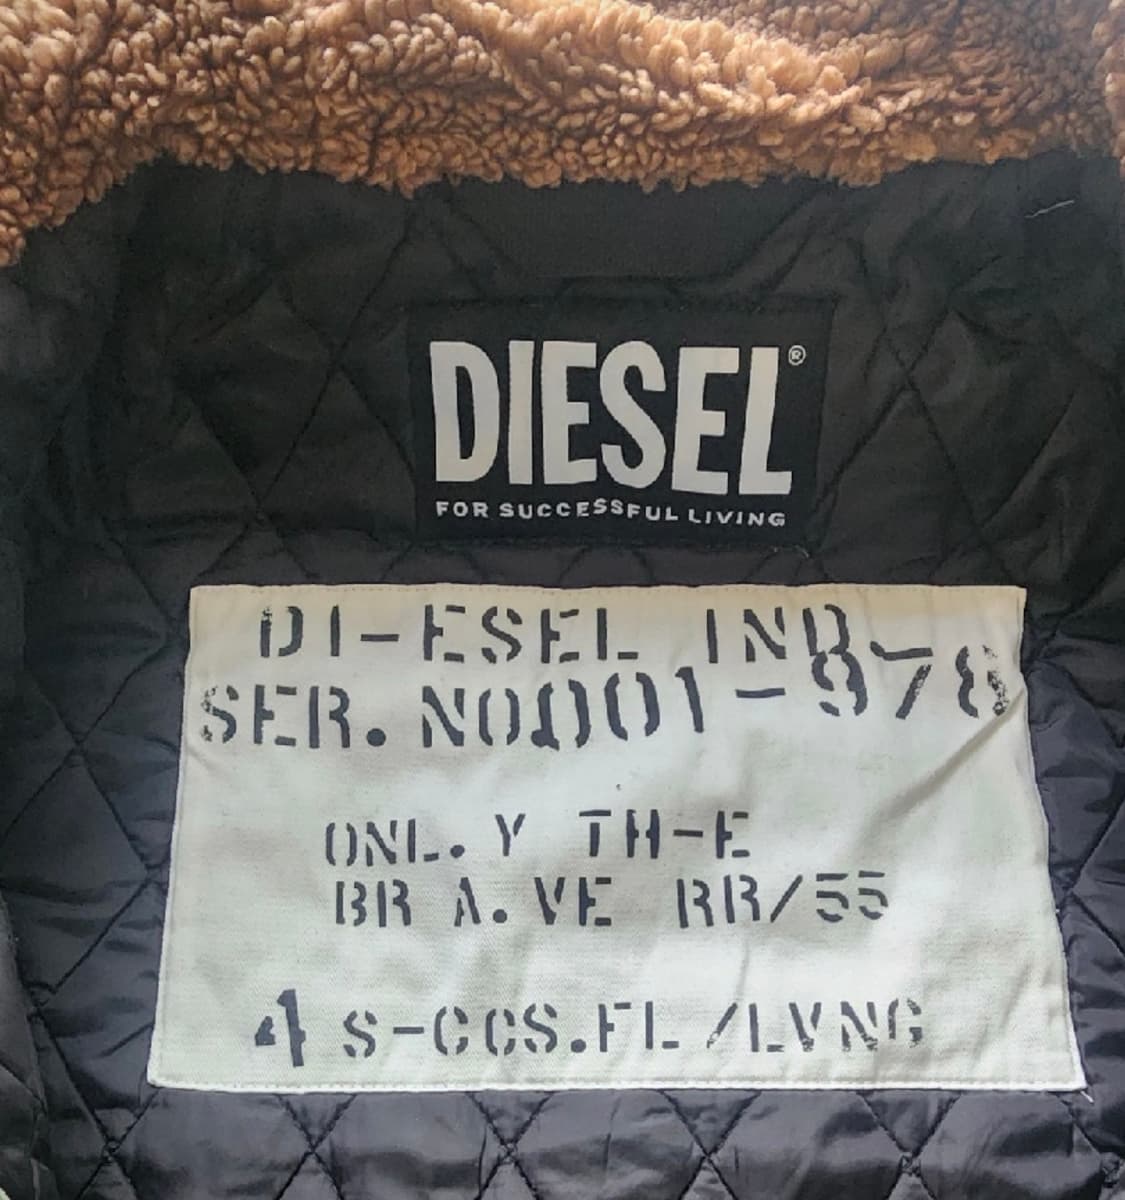 DIESEL®
FOR SUCCESSFUL LIVING
DI-ESEL IND-
SER. NO001-978
ONL.Y TH-E
BR A.VE RR/55
4 S-CCS.FL/LVNG